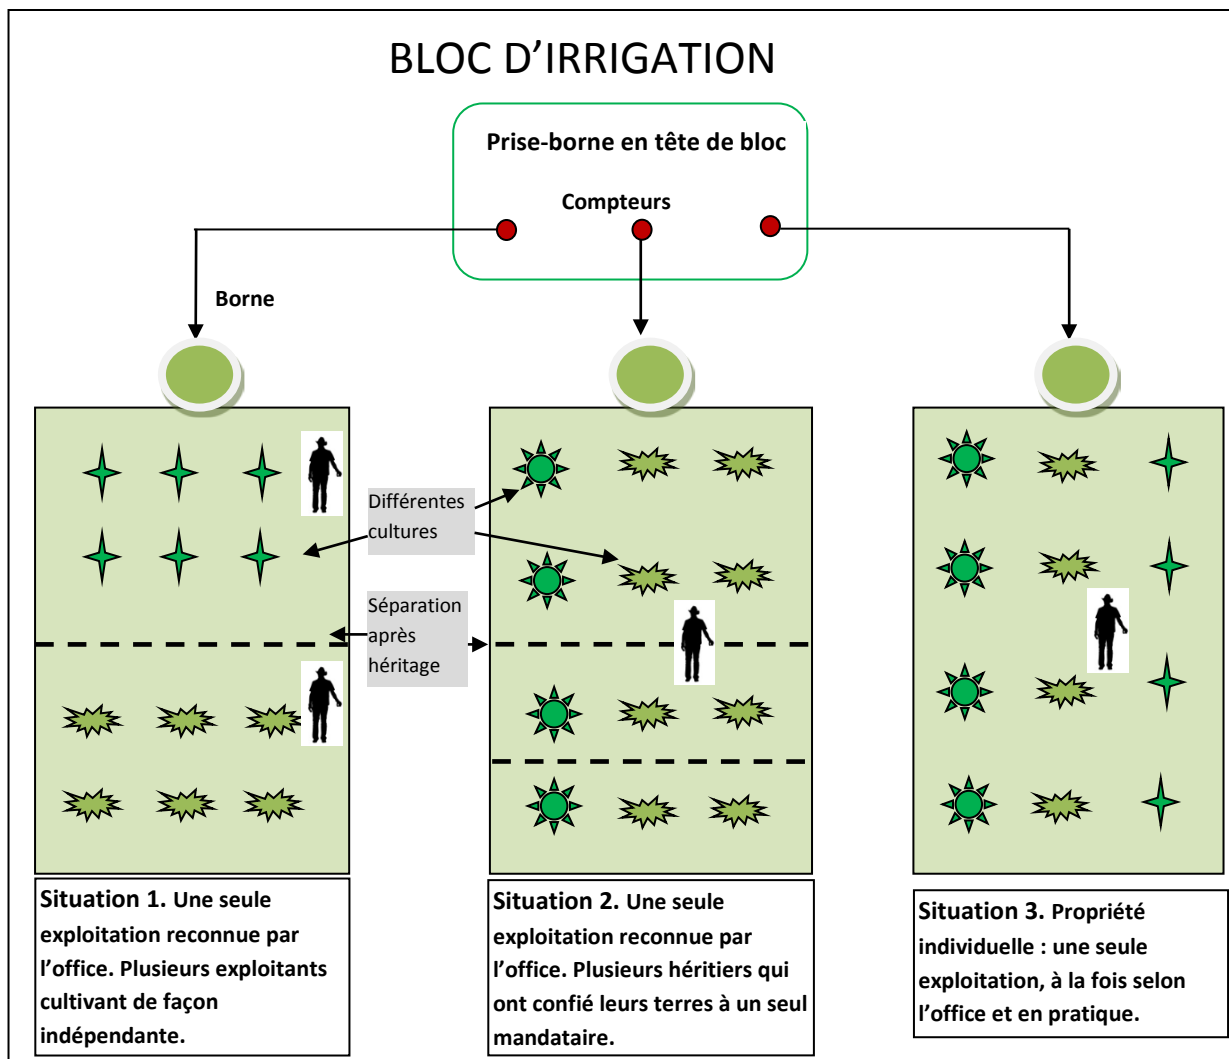 BLOC D'IRRIGATION
Prise-borne en tête de bloc
Compteurs
Borne
Différentes
cultures
Séparation
après
héritage
Situation 1. Une seule
exploitation reconnue par
l'office. Plusieurs exploitants
cultivant de façon
indépendante.
Situation 2. Une seule
exploitation reconnue par
l'office. Plusieurs héritiers qui
ont confié leurs terres à un seul
mandataire.
Situation 3. Propriété
individuelle : une seule
exploitation, à la fois selon
l'office et en pratique.